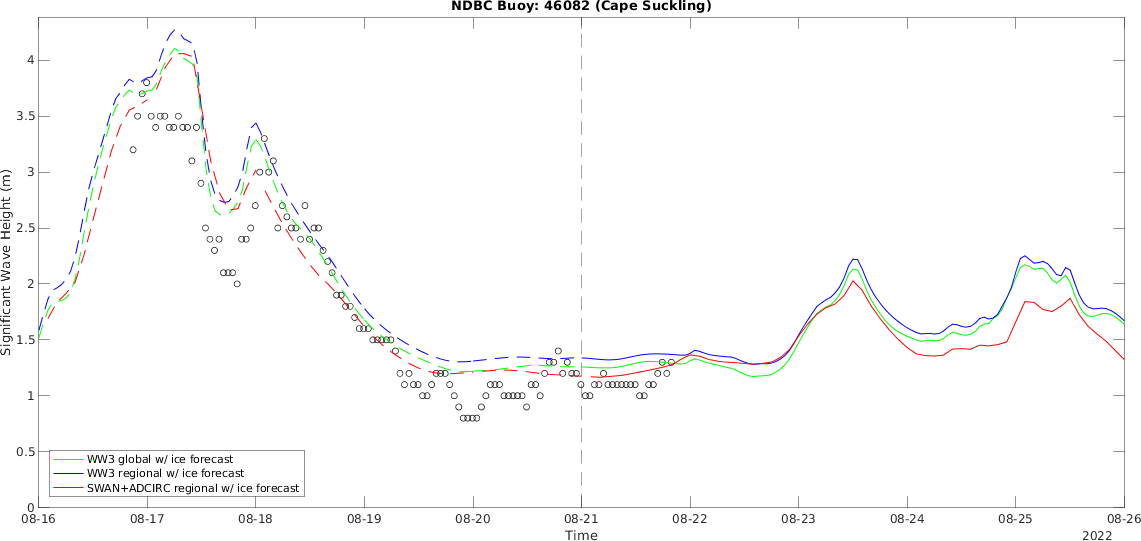 NDBC Buoy: 46082 (Cape Suckling)
Significant Wave Height (m)
4
3.5
3
2.5
2
1.5
1
0.5
0
WW3 global w/ ice forecast
WW3 regional w/ ice forecast
SWAN+ADCIRC regional w/ ice forecast
08-16 08-17 08-18 08-19 08-20 08-21 08-22 08-23 08-24 08-25 08-26
Time
2022